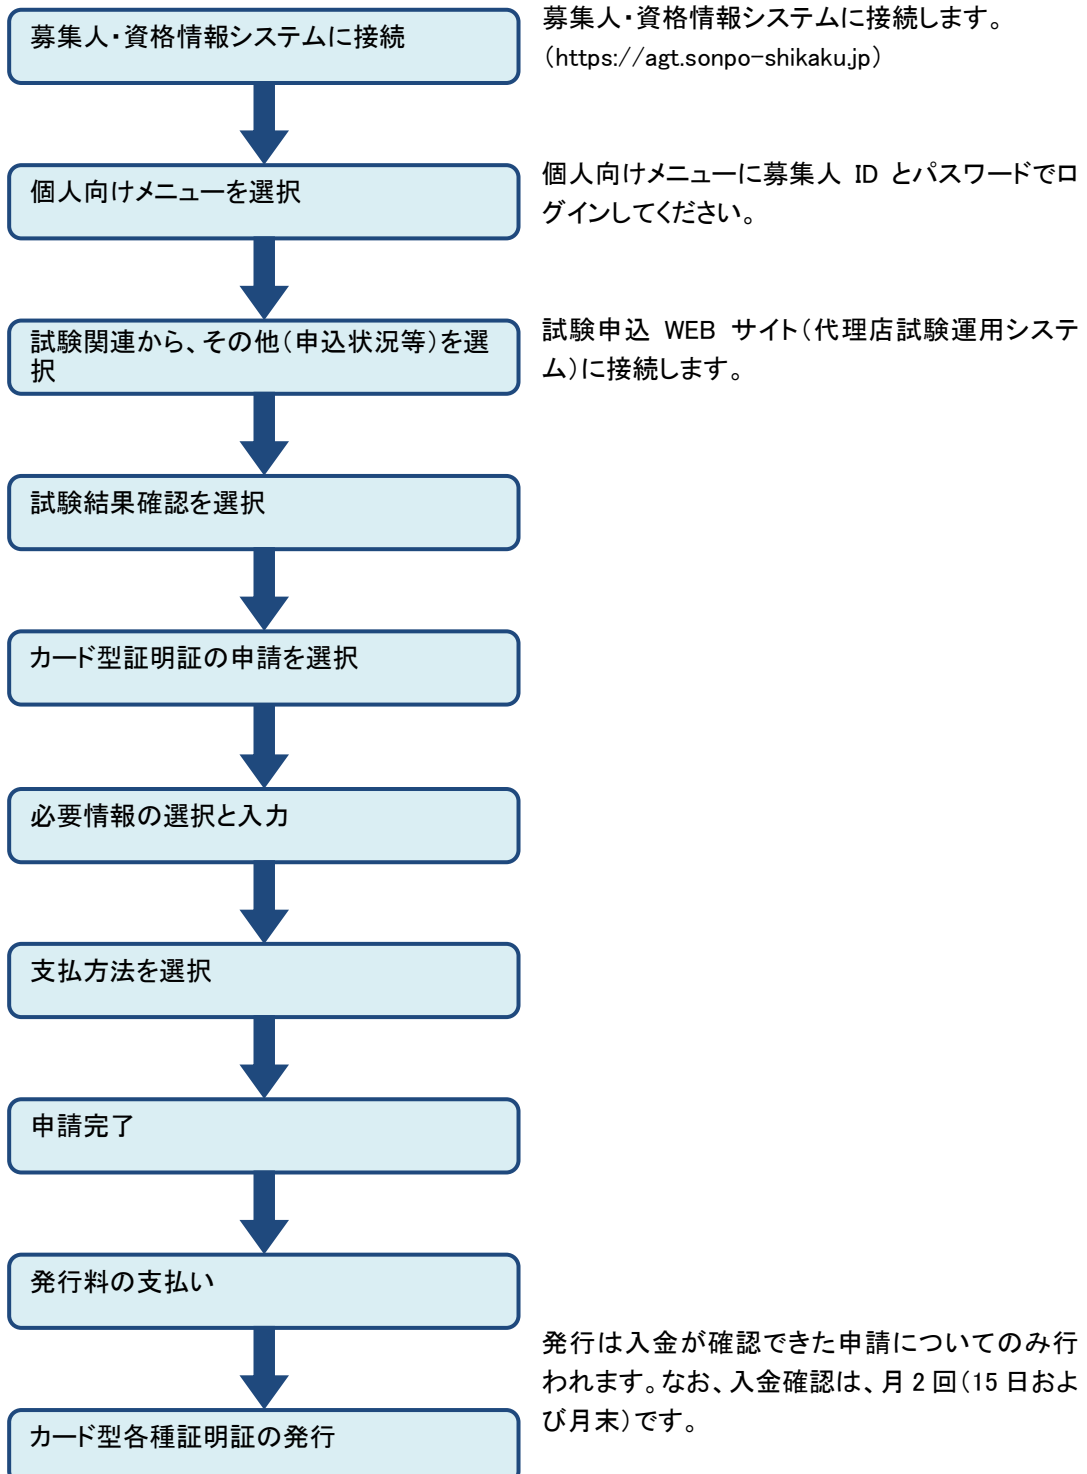 募集人・資格情報システムに接続
募集人・資格情報システムに接続します。
（https://agt.sonpo-shikaku.jp）
個人向けメニューを選択
個人向けメニューに募集人 ID とパスワードでロ
グインしてください。
試験関連から、その他（申込状況等）を選
択
試験申込 WEB サイト（代理店試験運用システ
ム）に接続します。
試験結果確認を選択
カード型証明証の申請を選択
必要情報の選択と入力
支払方法を選択
申請完了
発行料の支払い
発行は入金が確認できた申請についてのみ行
われます。なお、入金確認は、月 2 回（15 日およ
び月末）です。
カード型各種証明証の発行